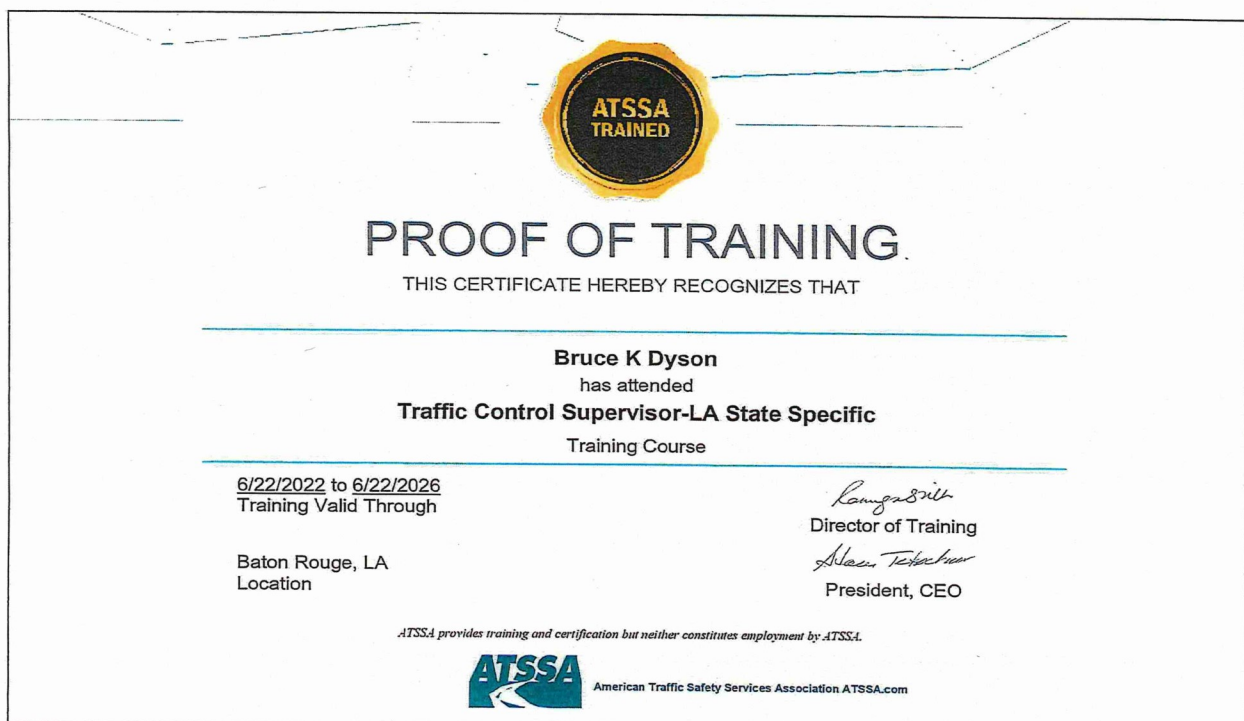 ATSSA
TRAINED
PROOF OF TRAINING
THIS CERTIFICATE HEREBY RECOGNIZES THAT
Bruce K Dyson
has attended
Traffic Control Supervisor-LA State Specific
Training Course
6/22/2022 to 6/22/2026
Training Valid Through
Director of Training
Baton Rouge, LA
Location
President, CEO
ATSSA provides training and certification but neither constitutes employment by ATSSA.
ATSSA
American Traffic Safety Services Association ATSSA.com